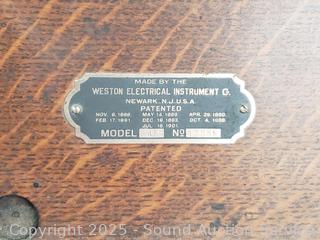 MADE BY THE
WESTON ELECTRICAL INSTRUMENT Co.
NEWARK, N.J. U.S.A.
PATENTED
NOV. 6, 1888. MAY 14, 1889. APR. 29, 1890.
FEB. 17, 1891. DEC. 19, 1893. OCT. 4, 1898.
JUL. 16, 1901.
MODEL No
Copyright 2025 - Sound Auction Service